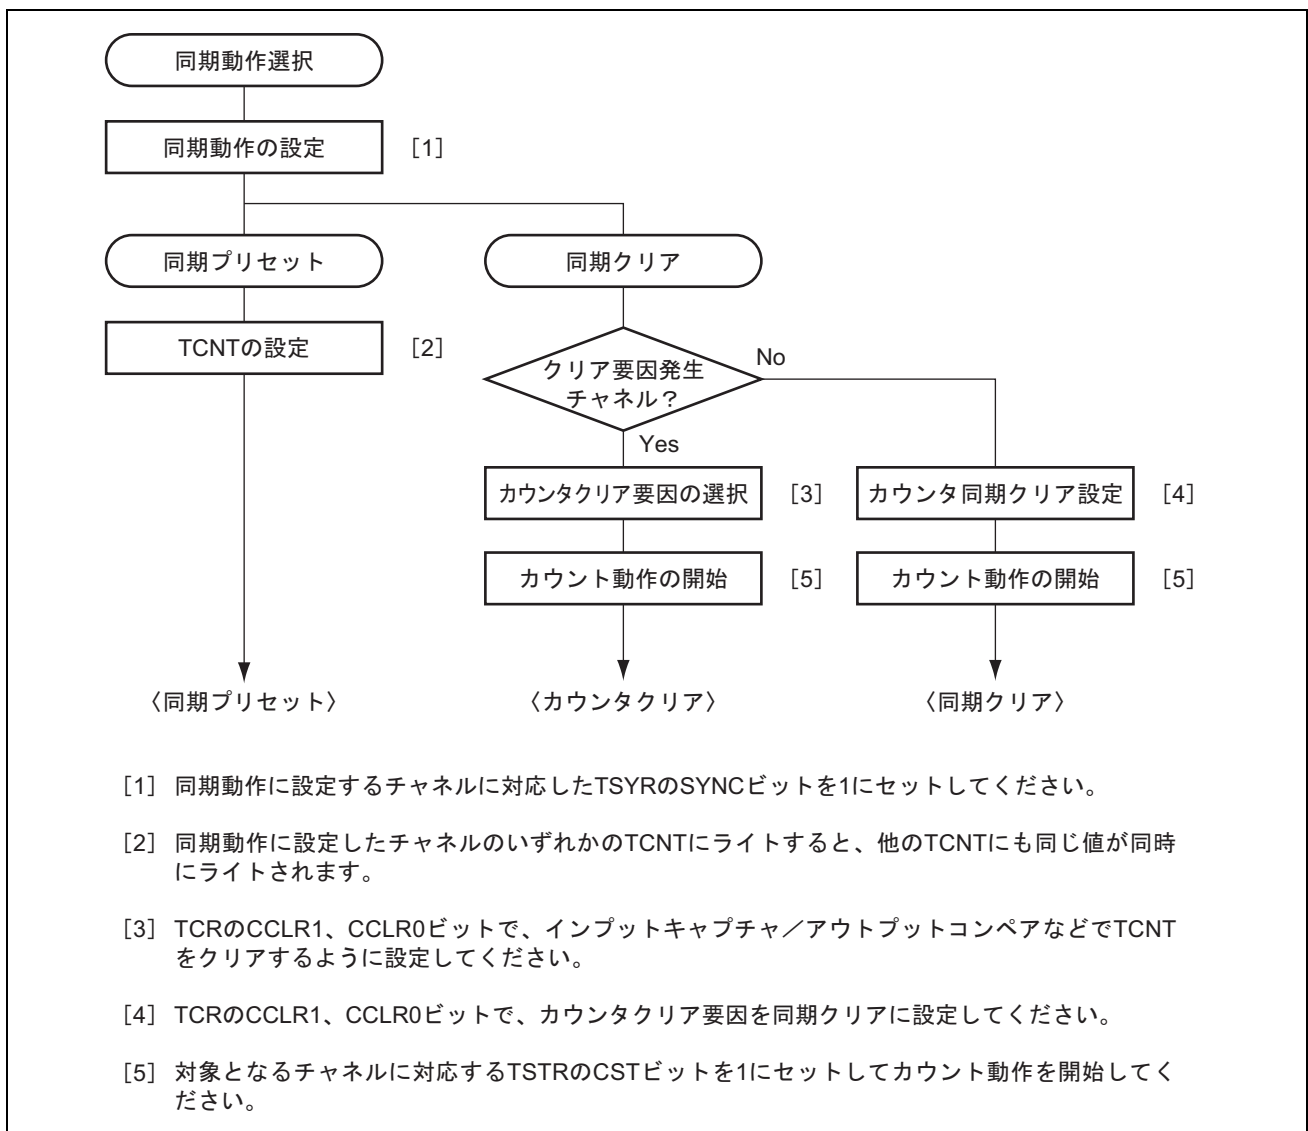 同期動作選択
同期動作の設定 [1]
同期プリセット
同期クリア
TCNTの設定 [2]
クリア要因発生
チャネル?
No
Yes
カウンタクリア要因の選択 [3]
カウンタ同期クリア設定 [4]
カウント動作の開始 [5]
カウント動作の開始 [5]
〈同期プリセット〉
〈カウンタクリア〉
〈同期クリア〉
[1] 同期動作に設定するチャネルに対応したTSYRのSYNCビットを1にセットしてください。
[2] 同期動作に設定したチャネルのいずれかのTCNTにライトすると、他のTCNTにも同じ値が同時
にライトされます。
[3] TCRのCCLR1、CCLR0ビットで、インプットキャプチャ/アウトプットコンペアなどでTCNT
をクリアするように設定してください。
[4] TCRのCCLR1、CCLR0ビットで、カウンタクリア要因を同期クリアに設定してください。
[5] 対象となるチャネルに対応するTSTRのCSTビットを1にセットしてカウント動作を開始してく
ださい。